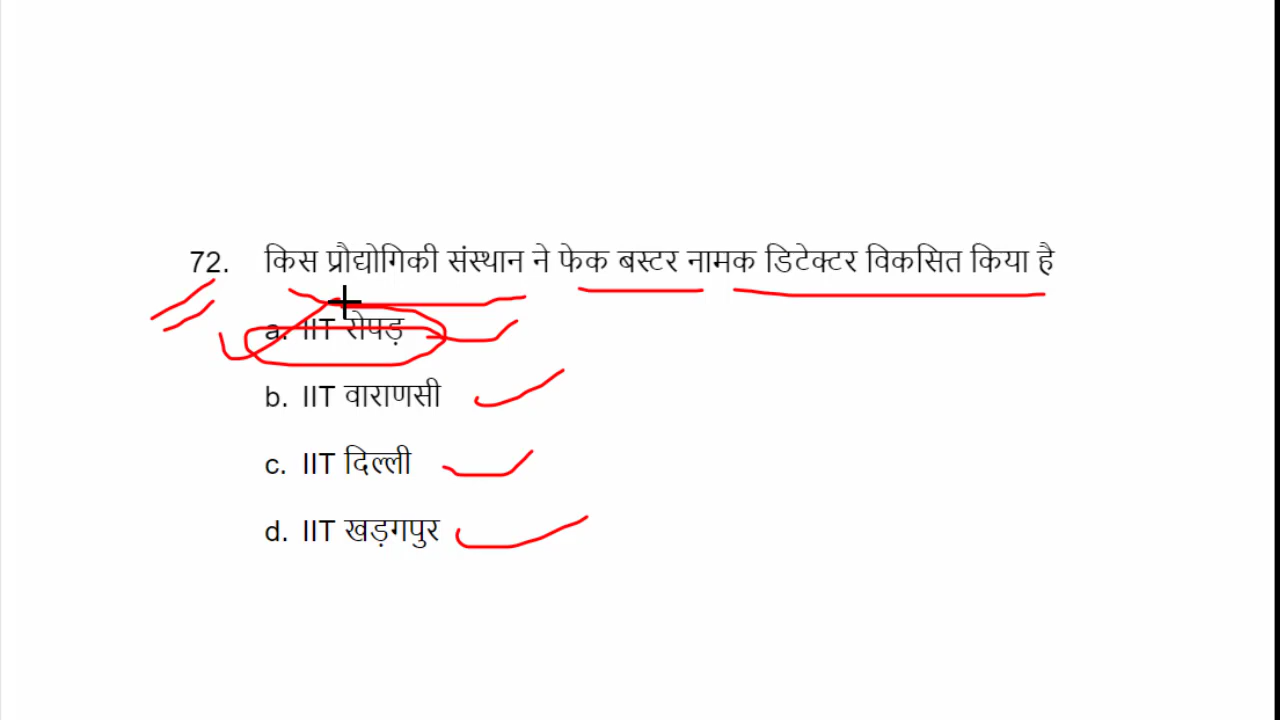 72. किस प्रौद्योगिकी संस्थान ने फेक बस्टर नामक डिटेक्टर विकसित किया है
a. IIT रोपड़
b. IIT वाराणसी
c. IIT दिल्ली
d. IIT खड़गपुर